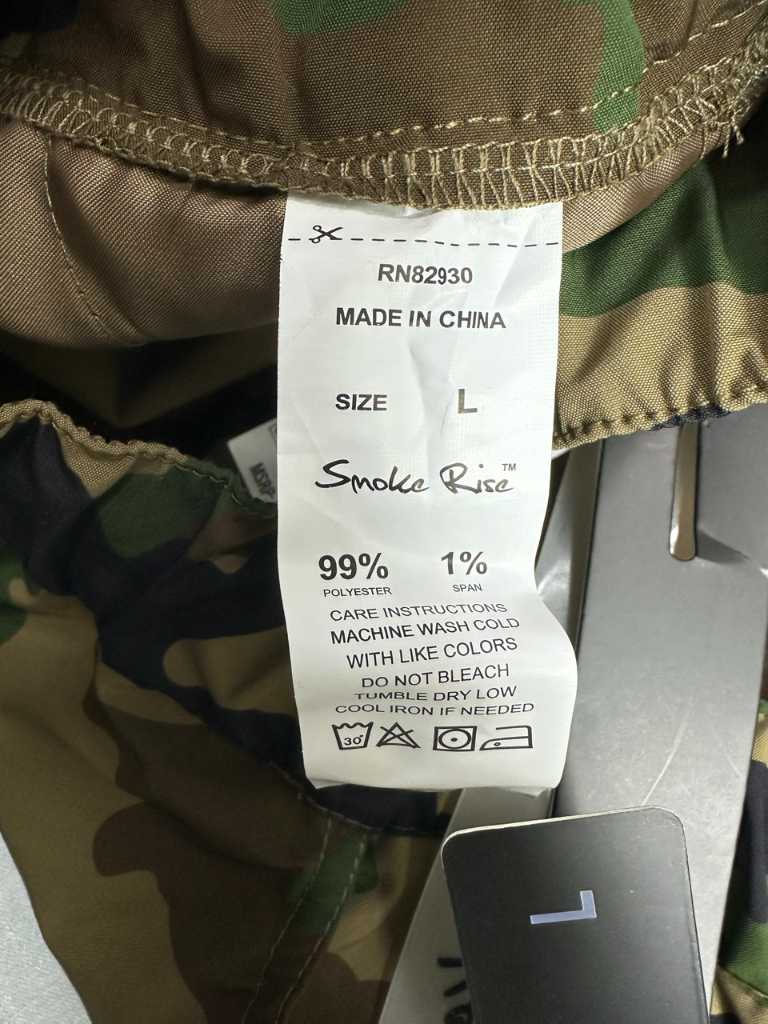 RN82930
MADE IN CHINA
SIZE L
Smoke Rise™
99% 1%
POLYESTER SPAN
CARE INSTRUCTIONS
MACHINE WASH COLD
WITH LIKE COLORS
DO NOT BLEACH
TUMBLE DRY LOW
COOL IRON IF NEEDED
30°
MSRP
L